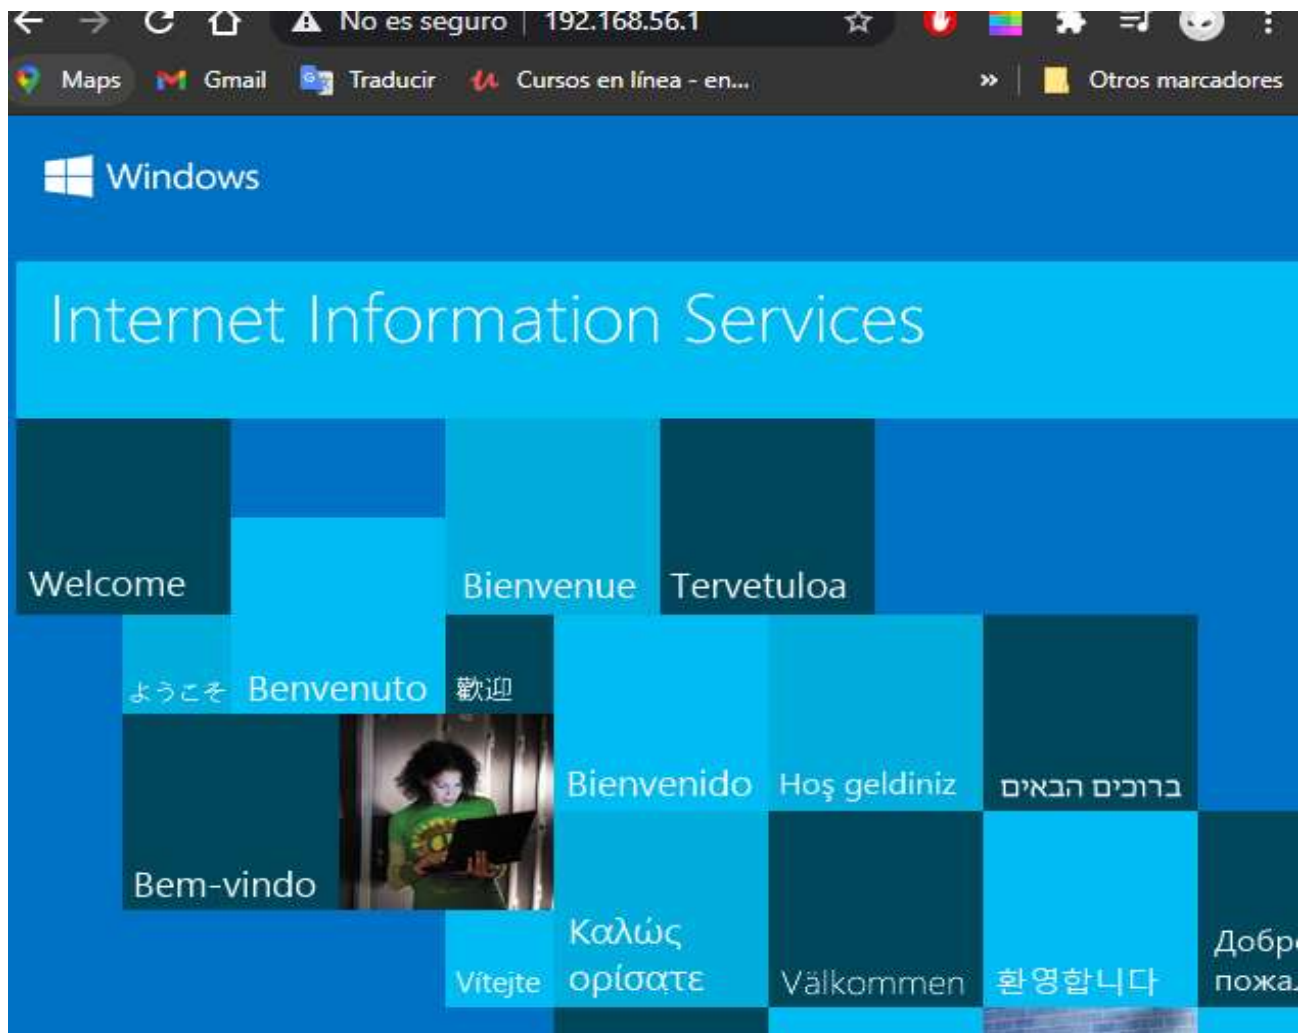 No es seguro | 192.168.56.1
Maps Gmail Traducir Cursos en línea - en... » Otros marcadores
Windows
Internet Information Services
Welcome
Bienvenue
Tervetuloa
ようこそ
Benvenuto
歡迎
Bienvenido
Hoş geldiniz
ברוכים הבאים
Bem-vindo
Vítejte
Καλώς
ορίσατε
Välkommen
환영합니다
Добро
пожал